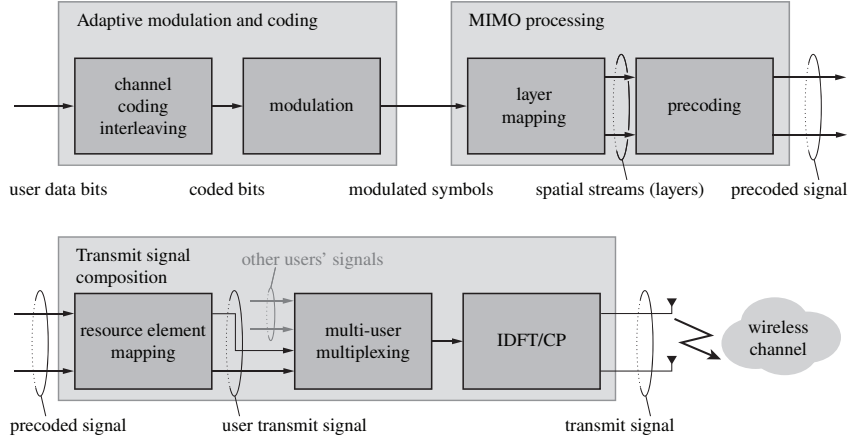 Adaptive modulation and coding
MIMO processing
channel
coding
interleaving
modulation
layer
mapping
precoding
user data bits
coded bits
modulated symbols
spatial streams (layers)
precoded signal
Transmit signal
composition
other users' signals
resource element
mapping
multi-user
multiplexing
IDFT/CP
wireless
channel
precoded signal
user transmit signal
transmit signal